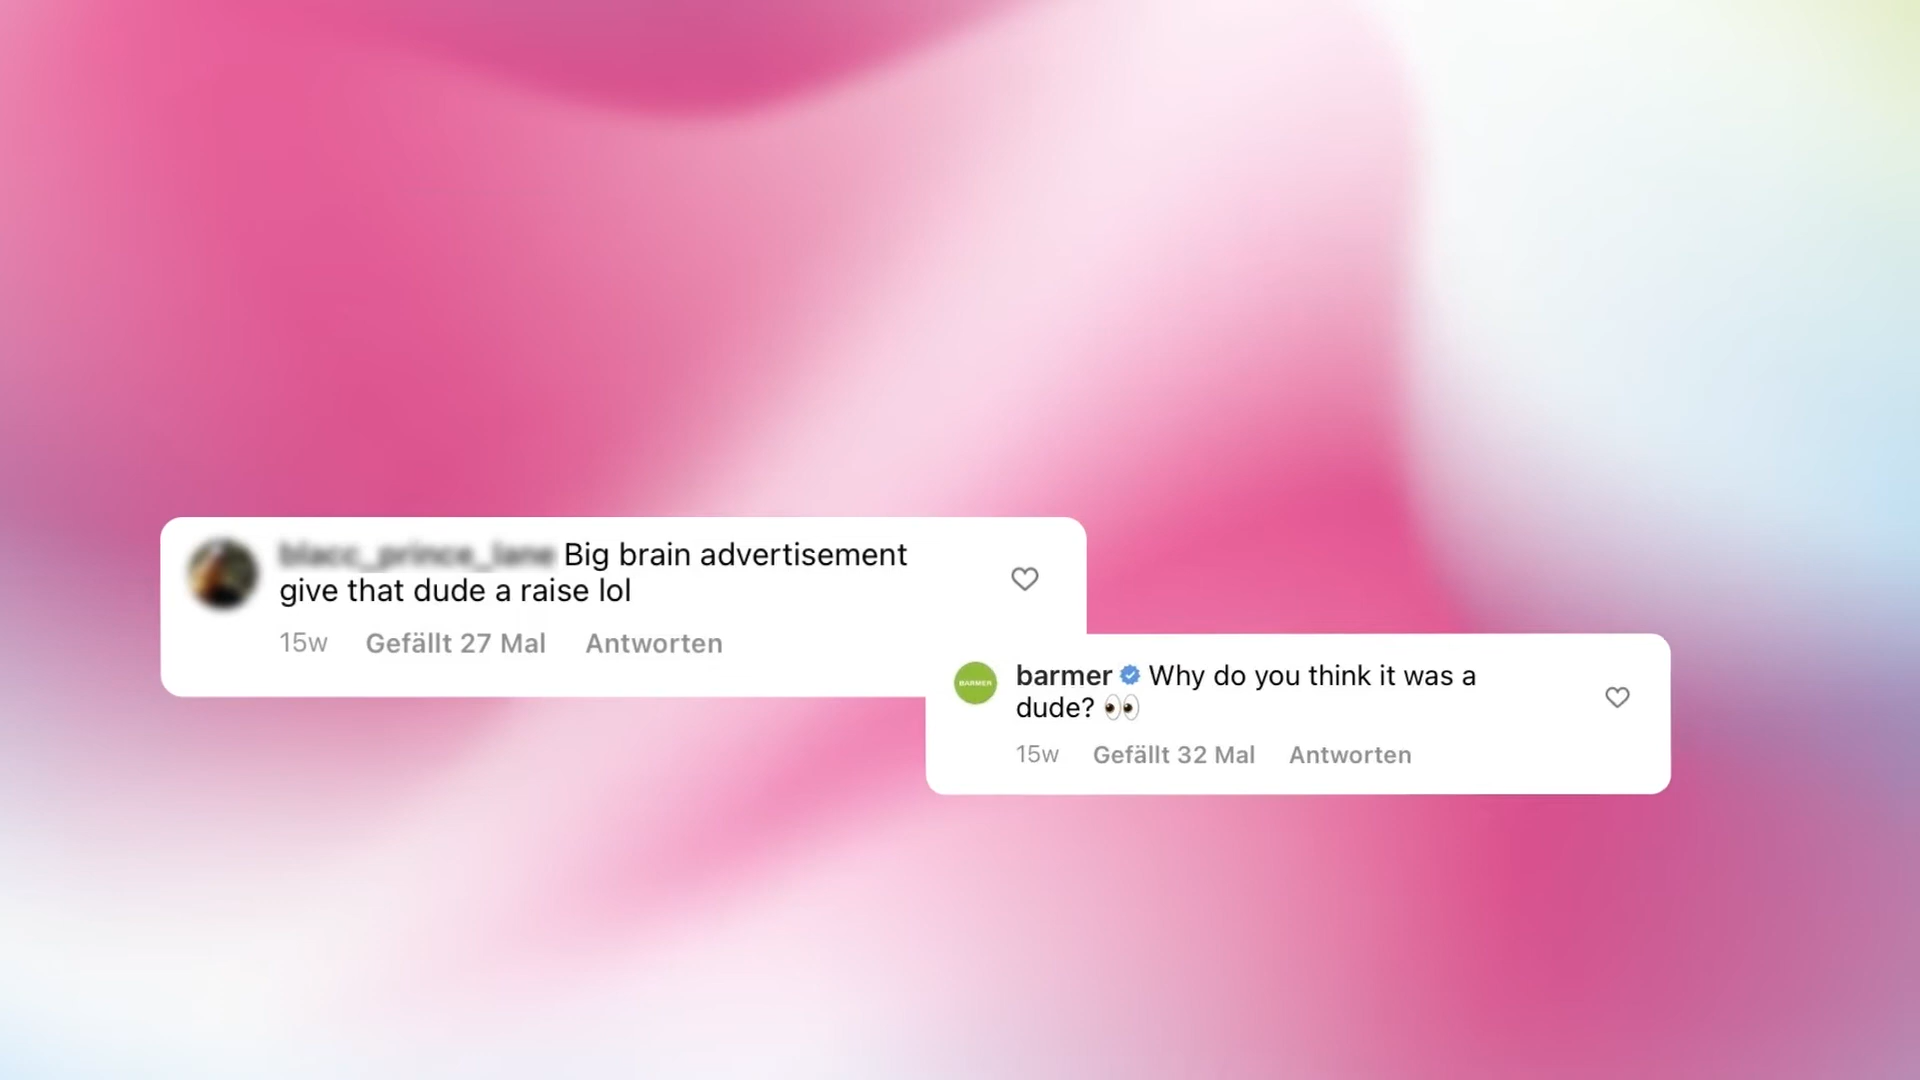 Big brain advertisement
give that dude a raise lol
15w Gefällt 27 Mal Antworten
BARMER
barmer Why do you think it was a
dude? 👀
15w Gefällt 32 Mal Antworten